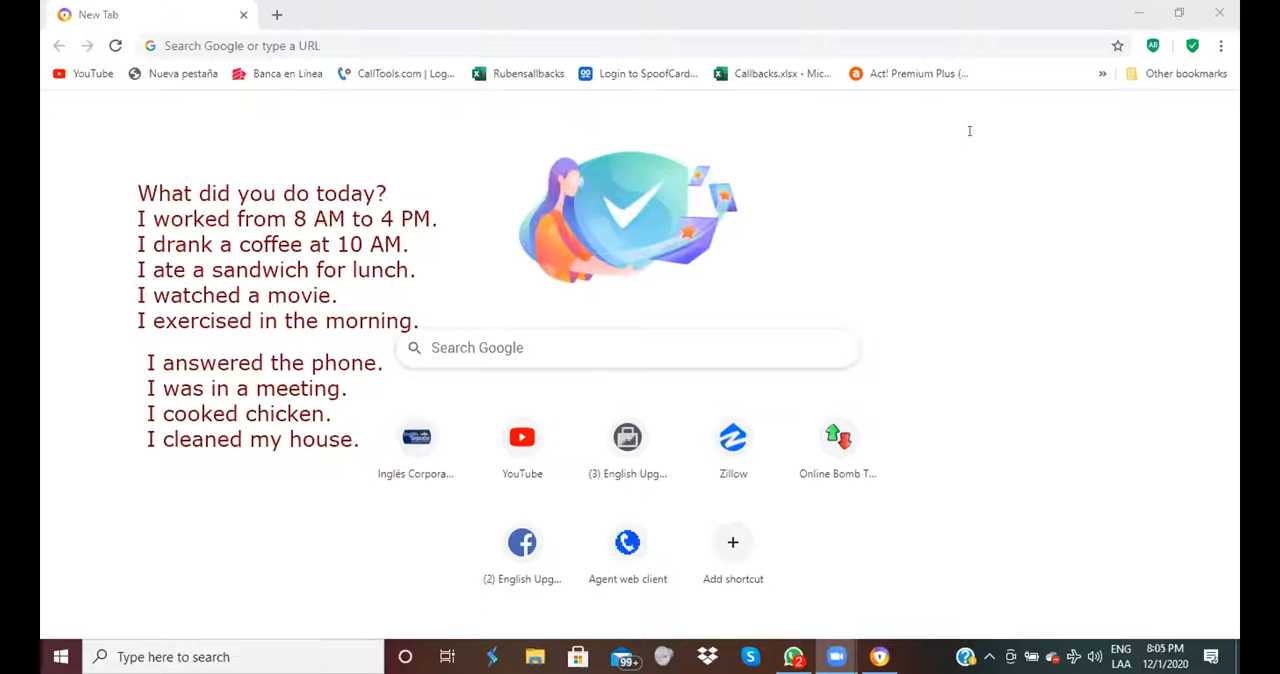 New Tab
Search Google or type a URL
YouTube
Nueva pestaña
Banca en Línea
CallTools.com | Log...
Rubensallbacks
Login to SpoofCard...
Callbacks.xlsx - Mic...
Act! Premium Plus (...
Other bookmarks
What did you do today?
I worked from 8 AM to 4 PM.
I drank a coffee at 10 AM.
I ate a sandwich for lunch.
I watched a movie.
I exercised in the morning.
I answered the phone.
I was in a meeting.
I cooked chicken.
I cleaned my house.
Search Google
Inglés Corpora...
YouTube
(3) English Upg...
Zillow
Online Bomb T...
(2) English Upg...
Agent web client
Add shortcut
Type here to search
99+
2
ENG
LAA
8:05 PM
12/1/2020